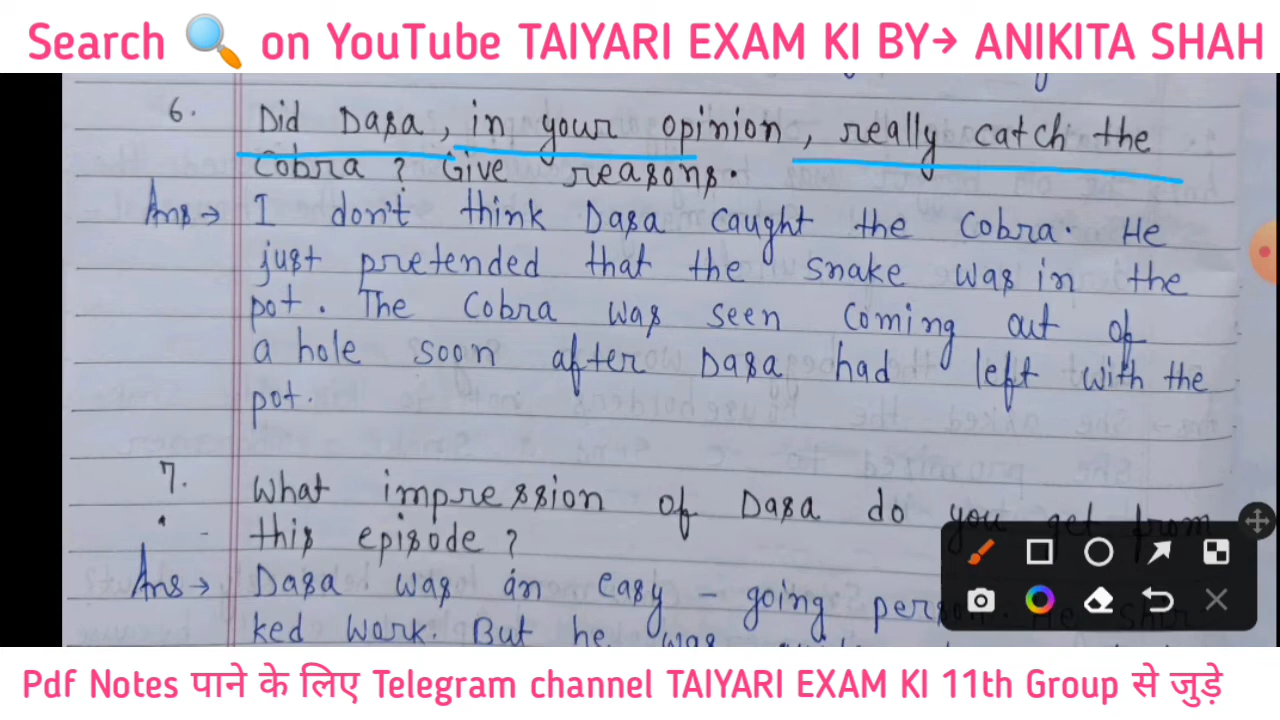 Search 🔍 on YouTube TAIYARI EXAM KI BY→ ANIKITA SHAH
6. Did Dasa, in your opinion, really catch the
Cobra? Give reasons.
Ans → I don't think Dasa caught the Cobra. He
just pretended that the snake was in the
pot. The Cobra was seen coming out of
a hole soon after Dasa had left with the
pot.
7. What impression of Dasa do you get from
this episode?
Ans → Dasa was an easy - going person. He shir
ked work. But he was
Pdf Notes पाने के लिए Telegram channel TAIYARI EXAM KI 11th Group से जुड़े